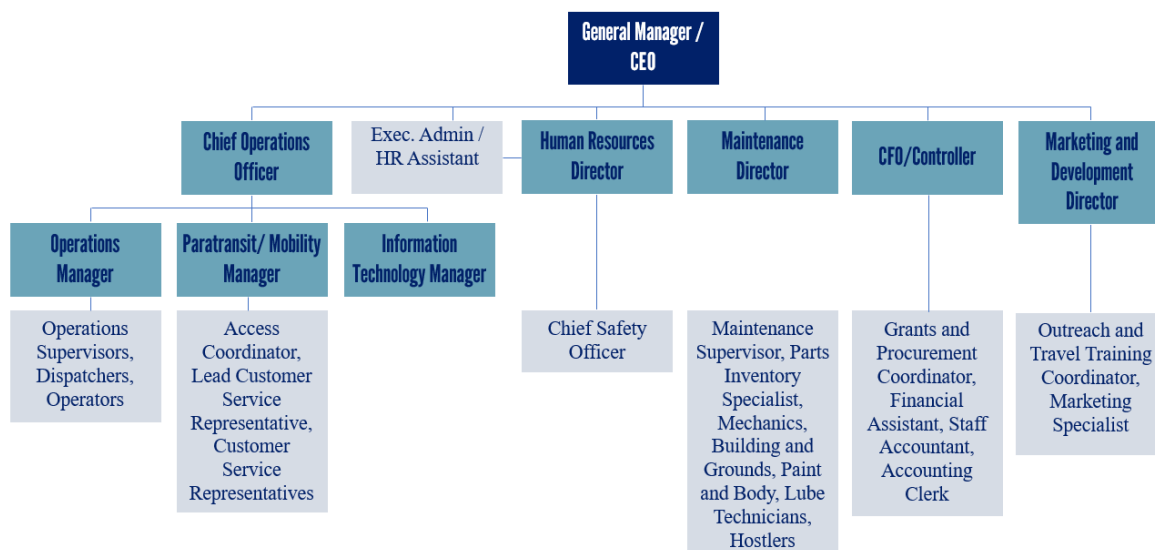 General Manager /
CEO
Chief Operations
Officer
Exec. Admin /
HR Assistant
Human Resources
Director
Maintenance
Director
CFO/Controller
Marketing and
Development
Director
Operations
Manager
Paratransit/ Mobility
Manager
Information
Technology Manager
Operations
Supervisors,
Dispatchers,
Operators
Access
Coordinator,
Lead Customer
Service
Representative,
Customer
Service
Representatives
Chief Safety
Officer
Maintenance
Supervisor, Parts
Inventory
Specialist,
Mechanics,
Building and
Grounds, Paint
and Body, Lube
Technicians,
Hostlers
Grants and
Procurement
Coordinator,
Financial
Assistant, Staff
Accountant,
Accounting
Clerk
Outreach and
Travel Training
Coordinator,
Marketing
Specialist